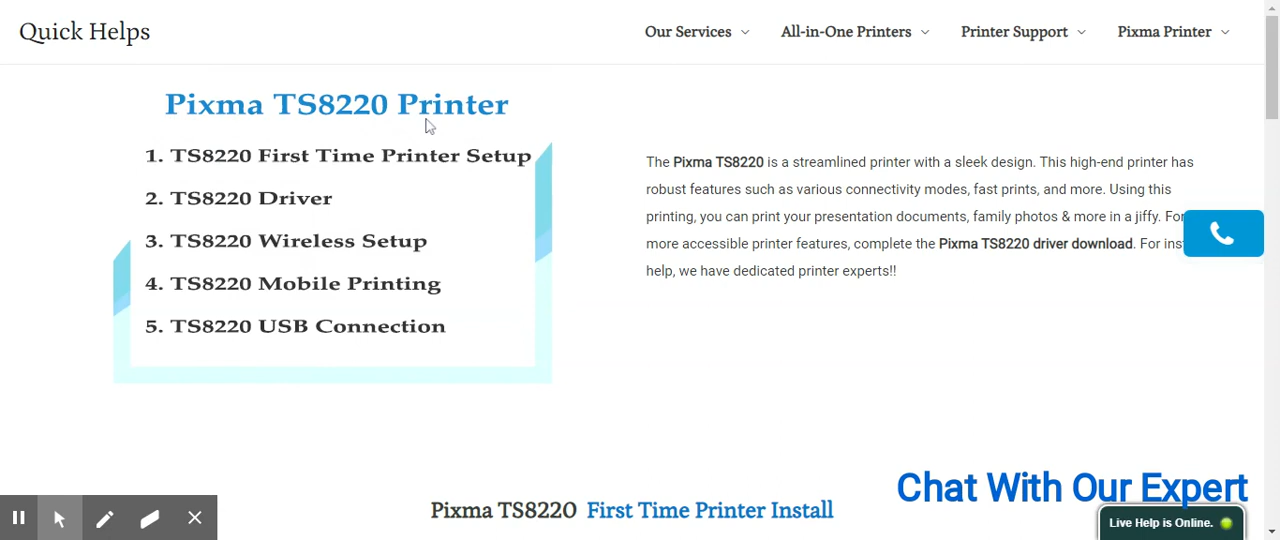 Quick Helps
Our Services
All-in-One Printers
Printer Support
Pixma Printer
Pixma TS8220 Printer
1. TS8220 First Time Printer Setup
2. TS8220 Driver
3. TS8220 Wireless Setup
4. TS8220 Mobile Printing
5. TS8220 USB Connection
The Pixma TS8220 is a streamlined printer with a sleek design. This high-end printer has
robust features such as various connectivity modes, fast prints, and more. Using this
printing, you can print your presentation documents, family photos & more in a jiffy. For
more accessible printer features, complete the Pixma TS8220 driver download. For
help, we have dedicated printer experts!!
Pixma TS8220 First Time Printer Install
Chat With Our Expert
Live Help is Online.